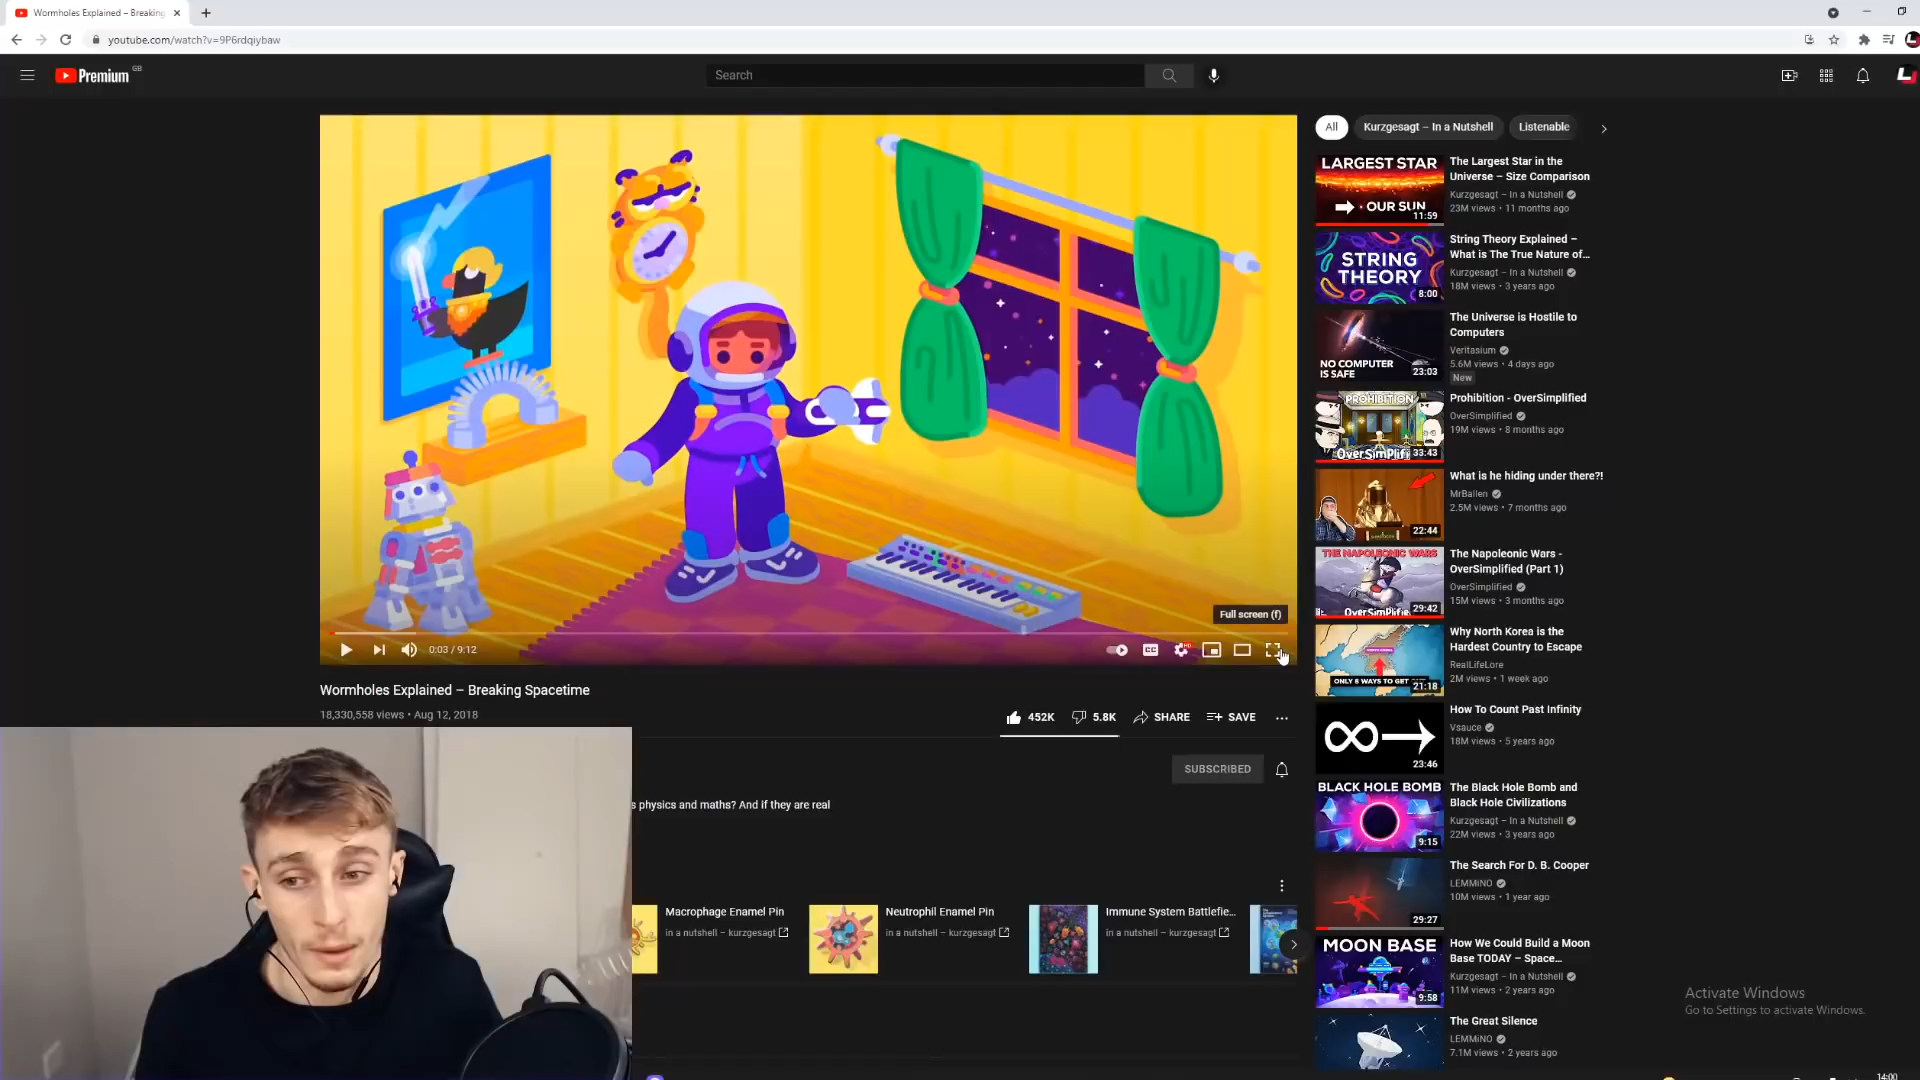 Wormholes Explained – Breaking
youtube.com/watch?v=9P6rdqiybaw
Premium GB
Search
All
Kurzgesagt – In a Nutshell
Listenable
Full screen (f)
0:03 / 9:12
CC
HD
Wormholes Explained – Breaking Spacetime
18,330,558 views • Aug 12, 2018
452K
5.8K
SHARE
SAVE
SUBSCRIBED
s physics and maths? And if they are real
Macrophage Enamel Pin
in a nutshell – kurzgesagt
Neutrophil Enamel Pin
in a nutshell – kurzgesagt
Immune System Battlefie...
in a nutshell – kurzgesagt
LARGEST STAR
OUR SUN
11:59
The Largest Star in the
Universe – Size Comparison
Kurzgesagt – In a Nutshell
23M views • 11 months ago
STRING
THEORY
8:00
String Theory Explained –
What is The True Nature of...
Kurzgesagt – In a Nutshell
18M views • 3 years ago
NO COMPUTER
IS SAFE
23:03
The Universe is Hostile to
Computers
Veritasium
5.6M views • 4 days ago
New
PROHIBITION
OverSimplifi
33:43
Prohibition - OverSimplified
OverSimplified
19M views • 8 months ago
22:44
What is he hiding under there?!
MrBallen
2.5M views • 7 months ago
THE NAPOLEONIC WARS
OverSimplifi
29:42
The Napoleonic Wars -
OverSimplified (Part 1)
OverSimplified
15M views • 3 months ago
ONLY 8 WAYS TO GET
21:18
Why North Korea is the
Hardest Country to Escape
RealLifeLore
2M views • 1 week ago
23:46
How To Count Past Infinity
Vsauce
18M views • 5 years ago
BLACK HOLE BOMB
9:15
The Black Hole Bomb and
Black Hole Civilizations
Kurzgesagt – In a Nutshell
22M views • 3 years ago
29:27
The Search For D. B. Cooper
LEMMiNO
10M views • 1 year ago
MOON BASE
9:58
How We Could Build a Moon
Base TODAY – Space...
Kurzgesagt – In a Nutshell
11M views • 2 years ago
The Great Silence
LEMMiNO
7.1M views • 2 years ago
Activate Windows
Go to Settings to activate Windows.
14:00